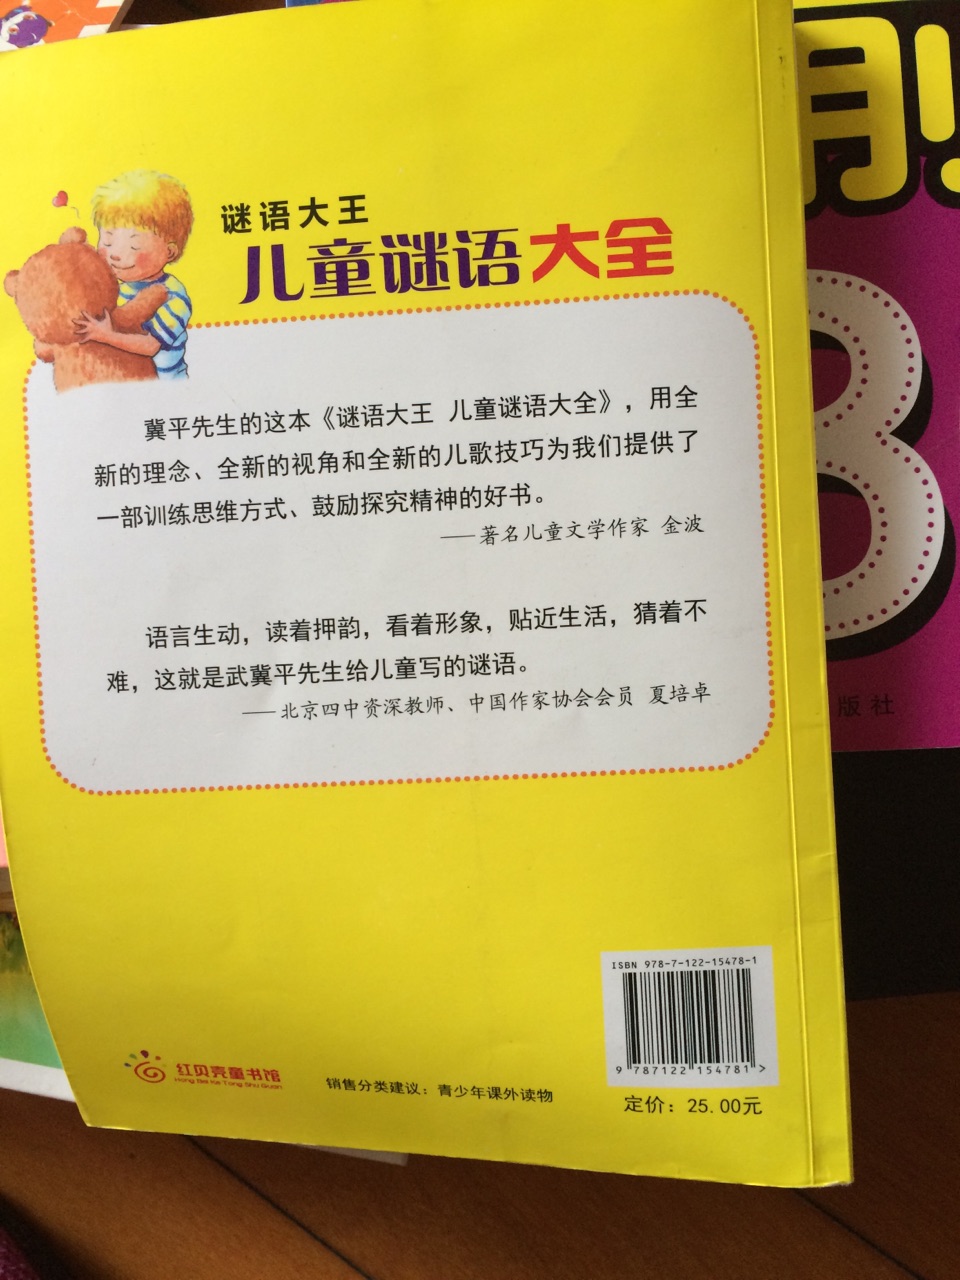 谜语大王
儿童谜语大全
冀平先生的这本《谜语大王 儿童谜语大全》，用全
新的理念、全新的视角和全新的儿歌技巧为我们提供了
一部训练思维方式、鼓励探究精神的好书。
——著名儿童文学作家 金波
语言生动，读着押韵，看着形象，贴近生活，猜着不
难，这就是武冀平先生给儿童写的谜语。
——北京四中资深教师、中国作家协会会员 夏培卓
ISBN 978-7-122-15478-1
9 787122 154781 >
定价：25.00元
红贝壳童书馆
Hong Bei Ke Tong Shu Guan
销售分类建议：青少年课外读物
3
版社